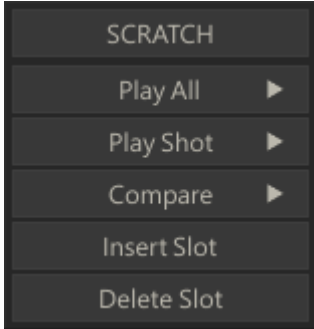 SCRATCH
Play All
Play Shot
Compare
Insert Slot
Delete Slot